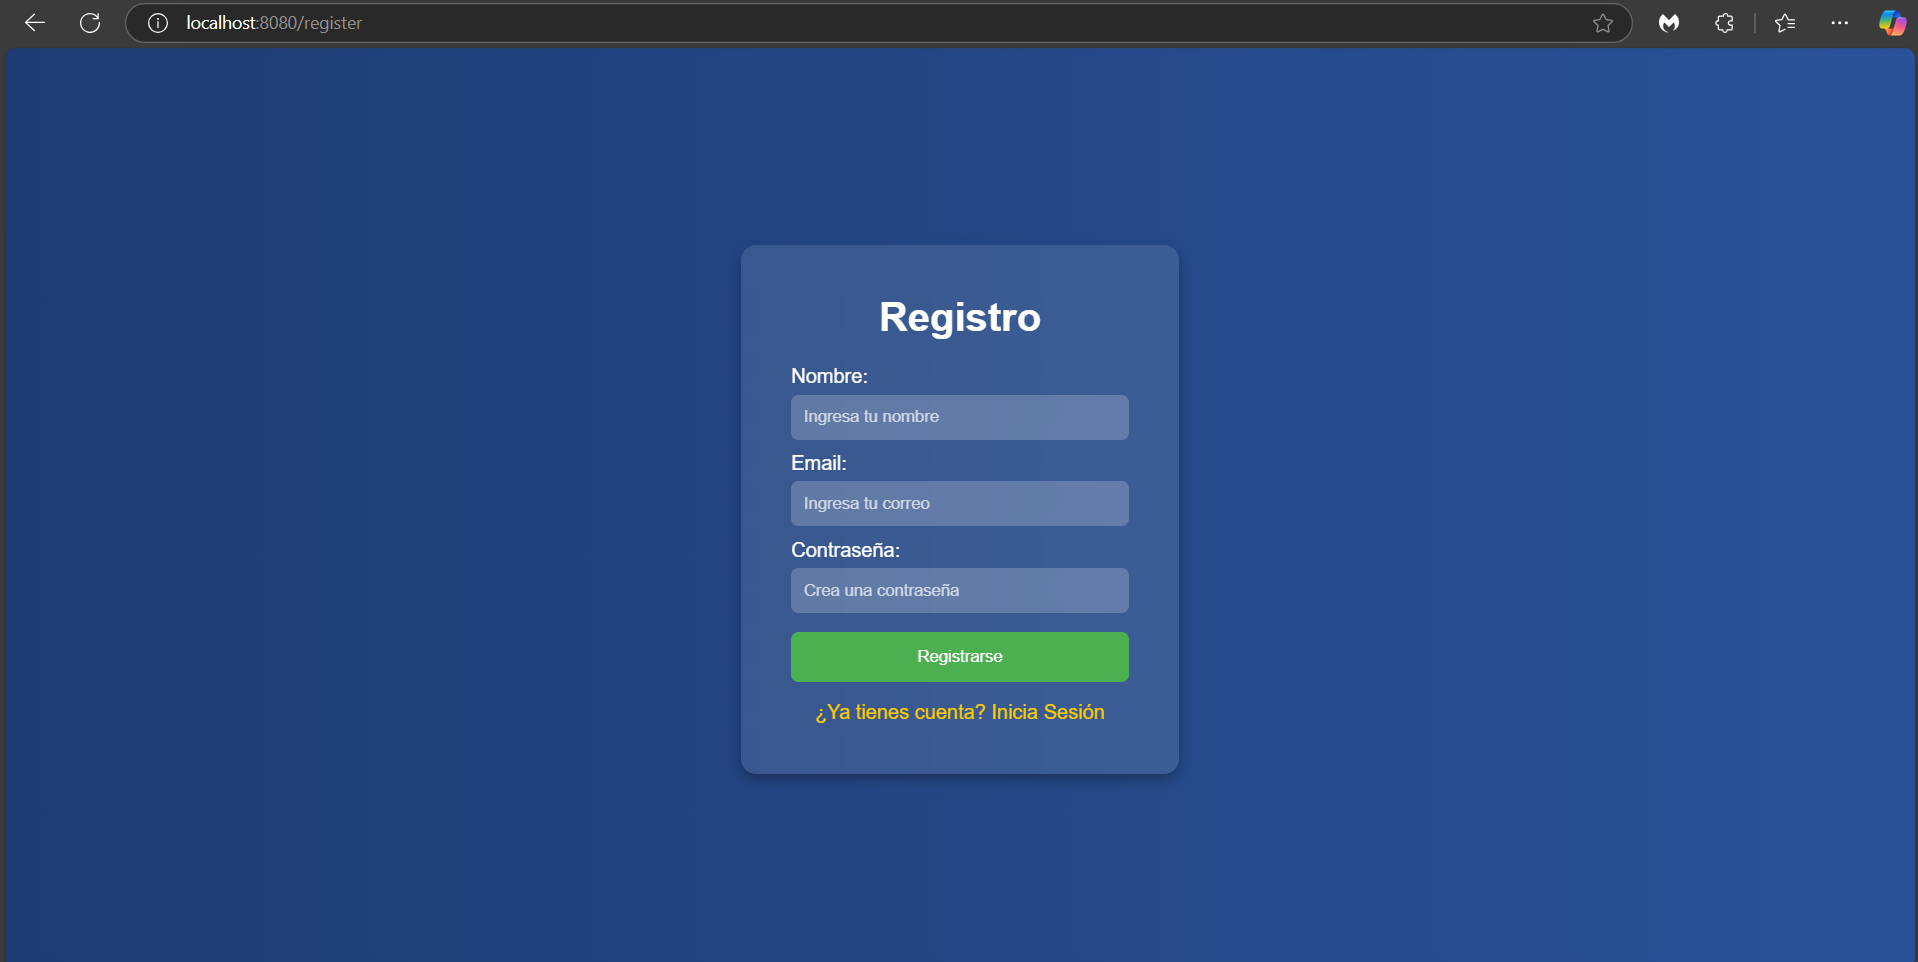 localhost:8080/register
Registro
Nombre:
Ingresa tu nombre
Email:
Ingresa tu correo
Contraseña:
Crea una contraseña
Registrarse
¿Ya tienes cuenta? Inicia Sesión